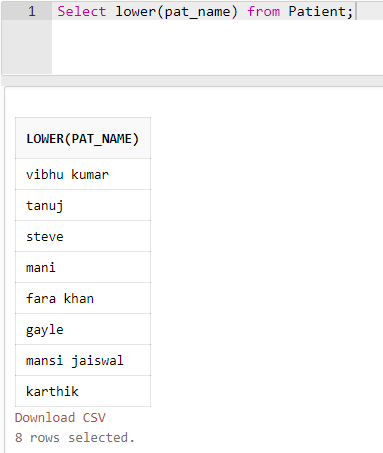 1 Select lower(pat_name) from Patient;
LOWER(PAT_NAME)
vibhu kumar
tanuj
steve
mani
fara khan
gayle
mansi jaiswal
karthik
Download CSV
8 rows selected.